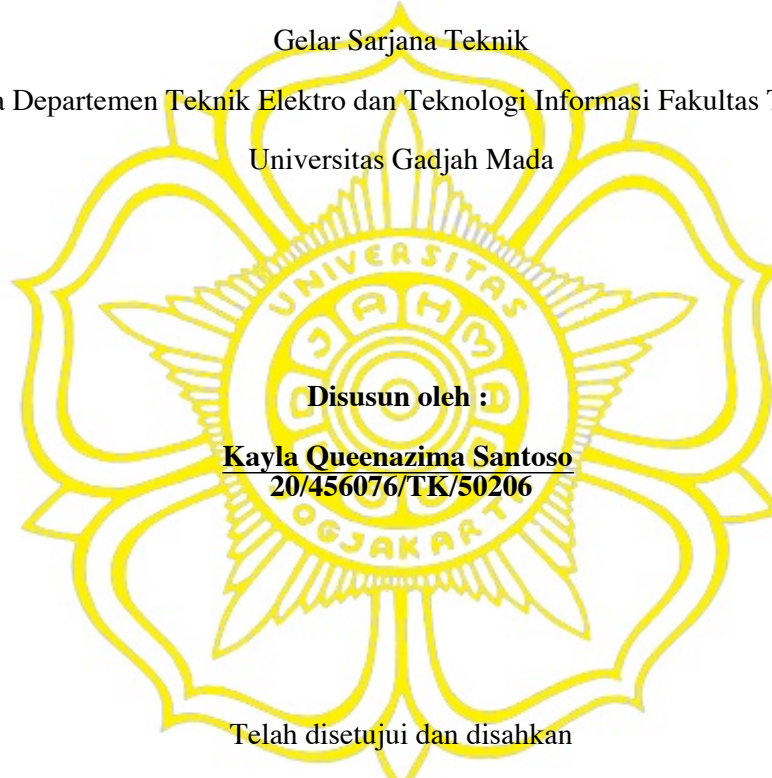 Gelar Sarjana Teknik
Departemen Teknik Elektro dan Teknologi Informasi Fakultas
Universitas Gadjah Mada
UNIVERSITAS
Disusun oleh :
Kayla Queenazima Santoso
20/456076/TK/50206
Telah disetujui dan disahkan